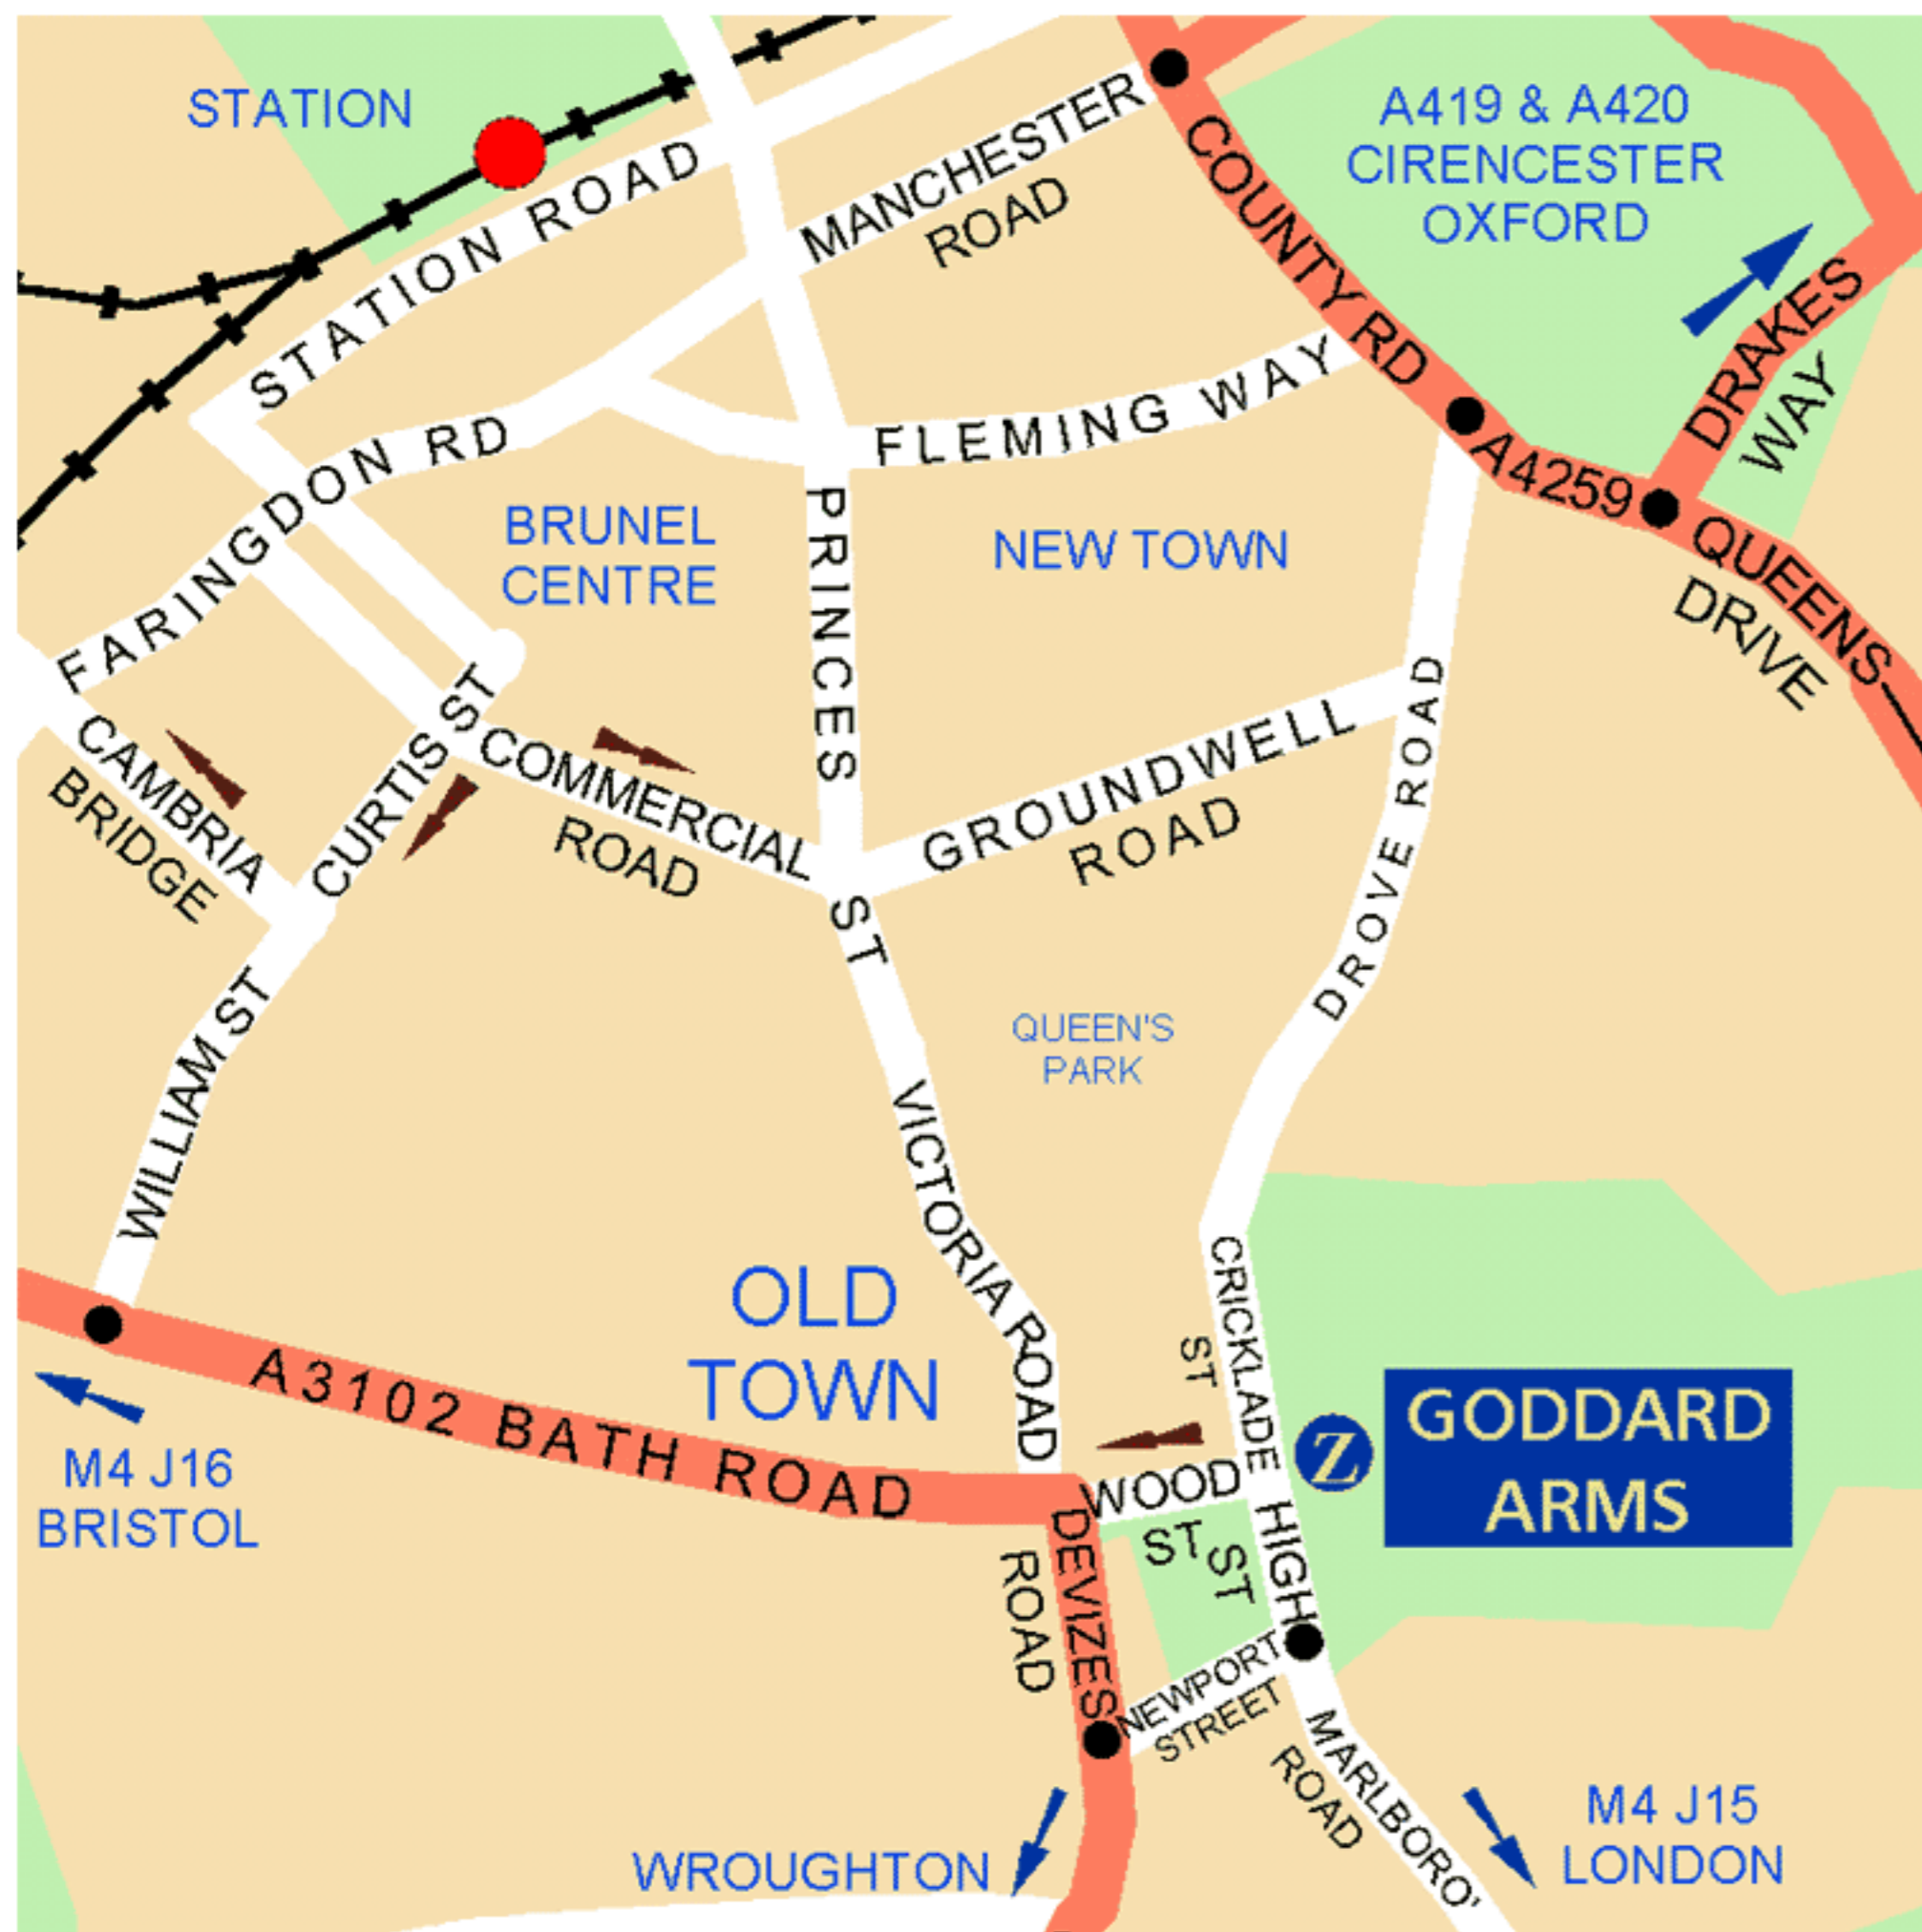 STATION
STATION ROAD
MANCHESTER
ROAD
COUNTY RD
A419 & A420
CIRENCESTER
OXFORD
DRAKES
WAY
FARINGDON RD
FLEMING WAY
A4259
QUEENS
DRIVE
BRUNEL
CENTRE
NEW TOWN
PRINCES
ST
CAMBRIA
BRIDGE
CURTIS ST
COMMERCIAL
ROAD
GROUNDWELL
ROAD
DROVE ROAD
WILLIAM ST
QUEEN'S
PARK
VICTORIA ROAD
OLD
TOWN
CRICKLADE
ST
GODDARD
ARMS
Z
A3102 BATH ROAD
M4 J16
BRISTOL
WOOD
ST
HIGH
ST
DEVIZES
ROAD
NEWPORT
STREET
MARLBORO'
ROAD
M4 J15
LONDON
WROUGHTON